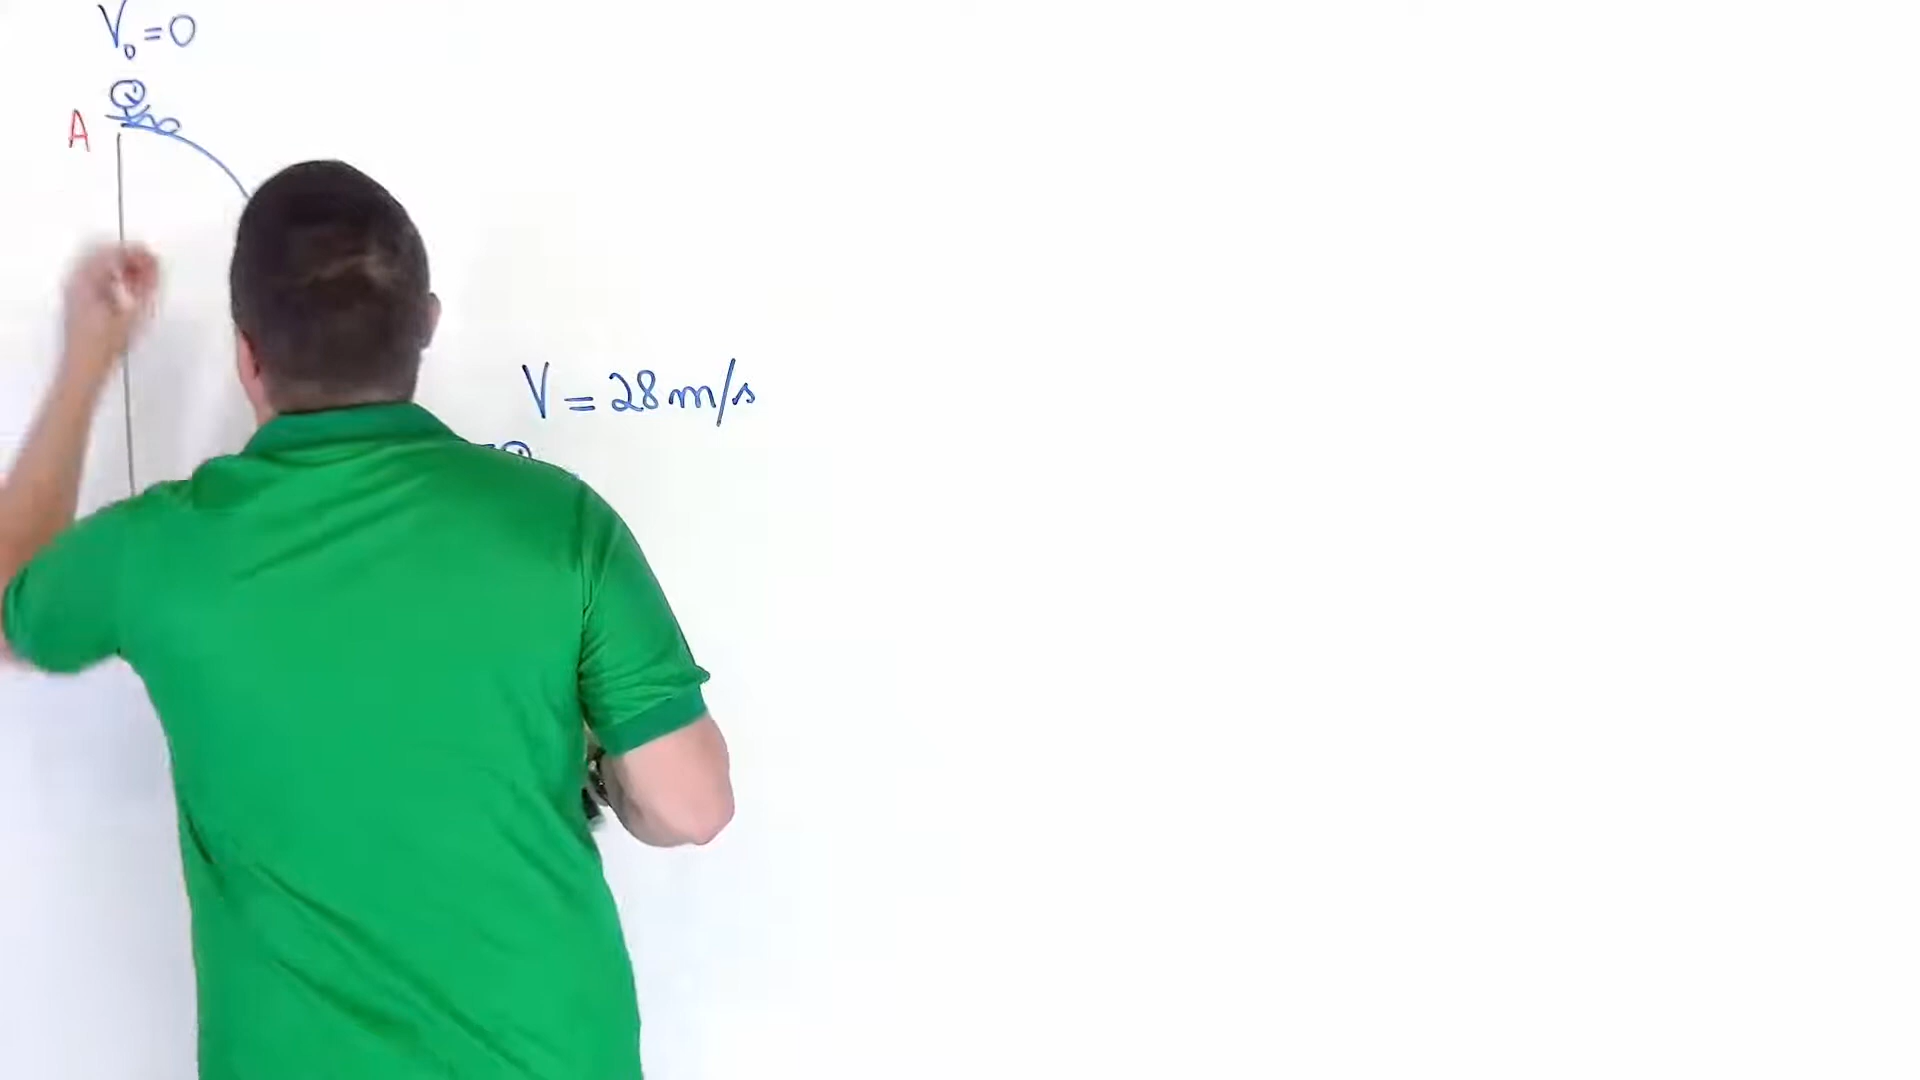 V₀ = 0
A
V = 28 m/s